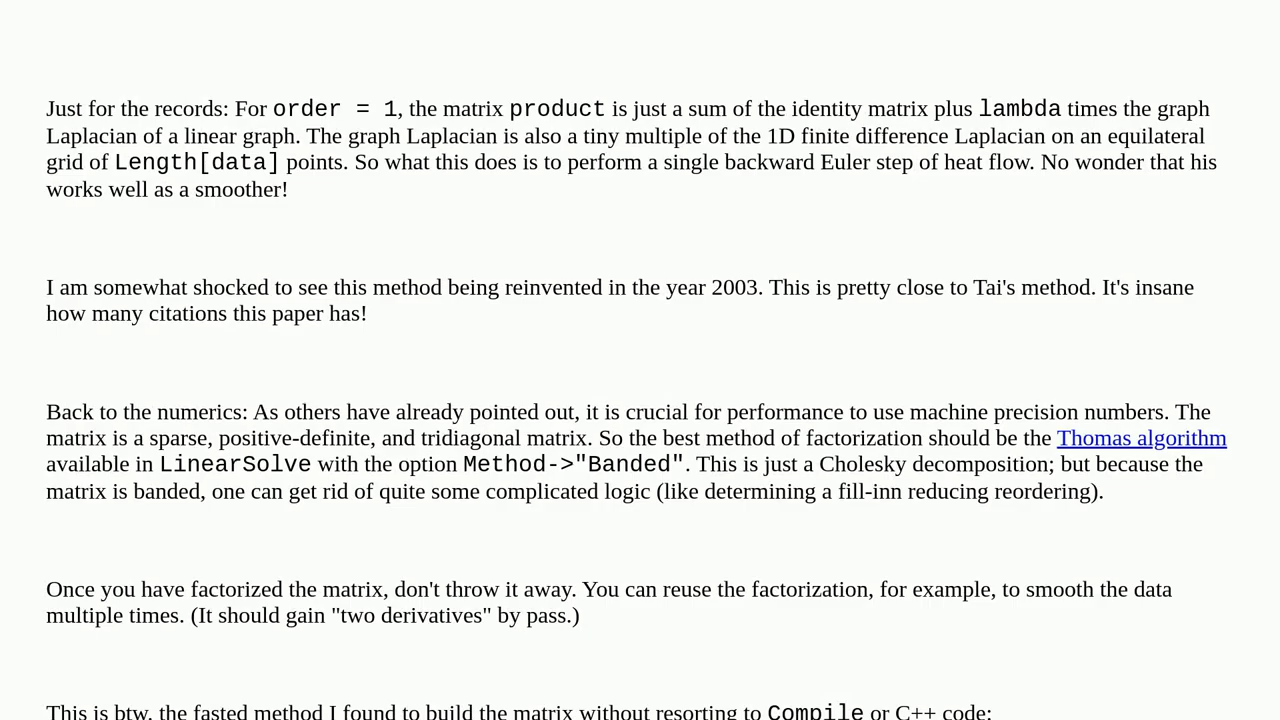 Just for the records: For order = 1, the matrix product is just a sum of the identity matrix plus lambda times the graph
Laplacian of a linear graph. The graph Laplacian is also a tiny multiple of the 1D finite difference Laplacian on an equilateral
grid of Length[data] points. So what this does is to perform a single backward Euler step of heat flow. No wonder that his
works well as a smoother!
I am somewhat shocked to see this method being reinvented in the year 2003. This is pretty close to Tai's method. It's insane
how many citations this paper has!
Back to the numerics: As others have already pointed out, it is crucial for performance to use machine precision numbers. The
matrix is a sparse, positive-definite, and tridiagonal matrix. So the best method of factorization should be the Thomas algorithm
available in LinearSolve with the option Method->"Banded". This is just a Cholesky decomposition; but because the
matrix is banded, one can get rid of quite some complicated logic (like determining a fill-inn reducing reordering).
Once you have factorized the matrix, don't throw it away. You can reuse the factorization, for example, to smooth the data
multiple times. (It should gain "two derivatives" by pass.)
This is btw. the fasted method I found to build the matrix without resorting to Compile or C++ code: